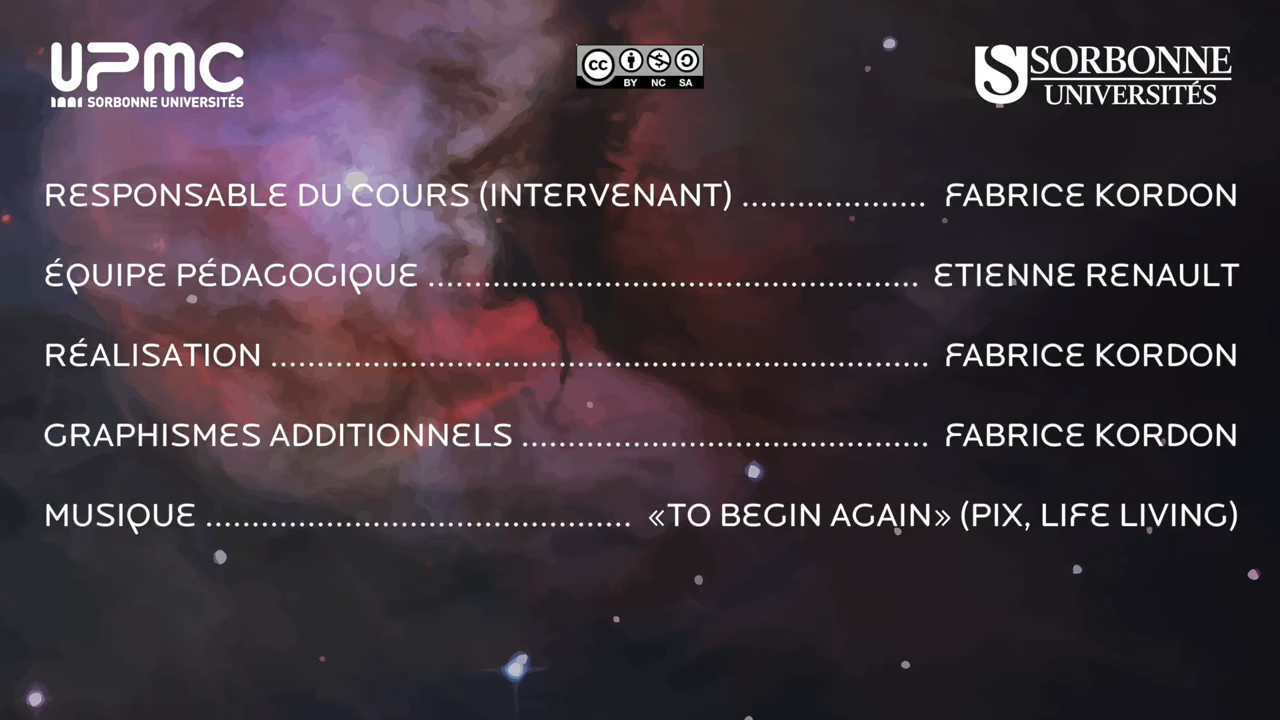 UPMC
SORBONNE UNIVERSITÉS
cc
BY NC SA
SORBONNE
UNIVERSITÉS
RESPONSABLE DU COURS (INTERVENANT) .................... FABRICE KORDON
ÉQUIPE PÉDAGOGIQUE ..................................................... ETIENNE RENAULT
RÉALISATION ....................................................................... FABRICE KORDON
GRAPHISMES ADDITIONNELS ............................................ FABRICE KORDON
MUSIQUE .............................................. «TO BEGIN AGAIN» (PIX, LIFE LIVING)